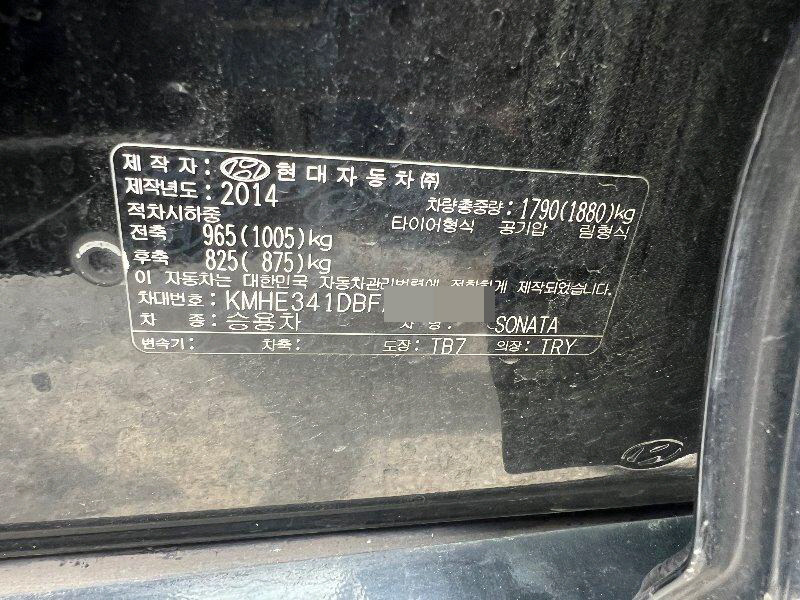 제 작 자 : 현대자동차㈜
제작년도 : 2014
차량총중량 : 1790(1880)kg
적차시하중
타이어형식 공기압 림형식
전축 965(1005)kg
후축 825( 875)kg
이 자동차는 대한민국 자동차관리법령에 적합하게 제작되었습니다.
차대번호 : KMHE341DBF
차 종 : 승용차 차 명 : SONATA
변속기 : 차축 : 도장 : TB7 의장 : TRY